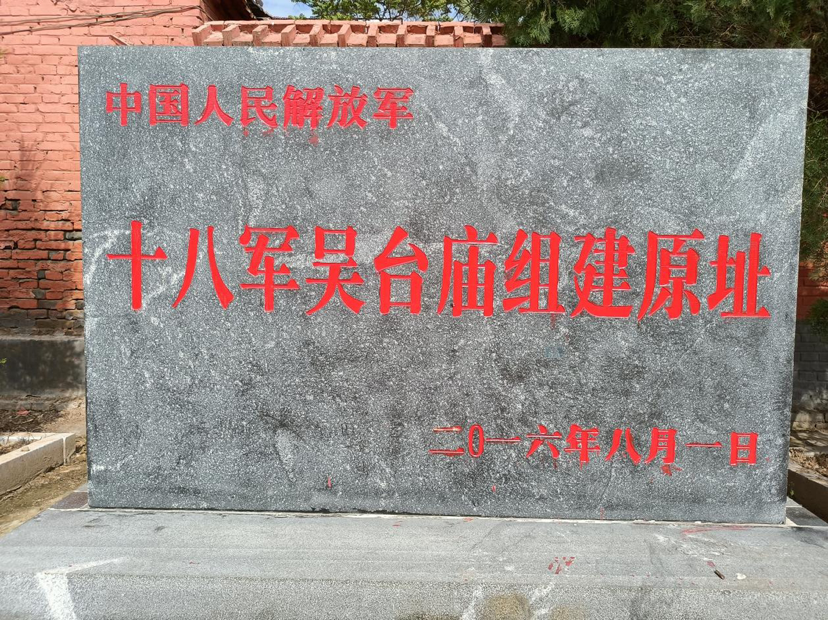 中国人民解放军
十八军吴台庙组建原址
二0一六年八月一日